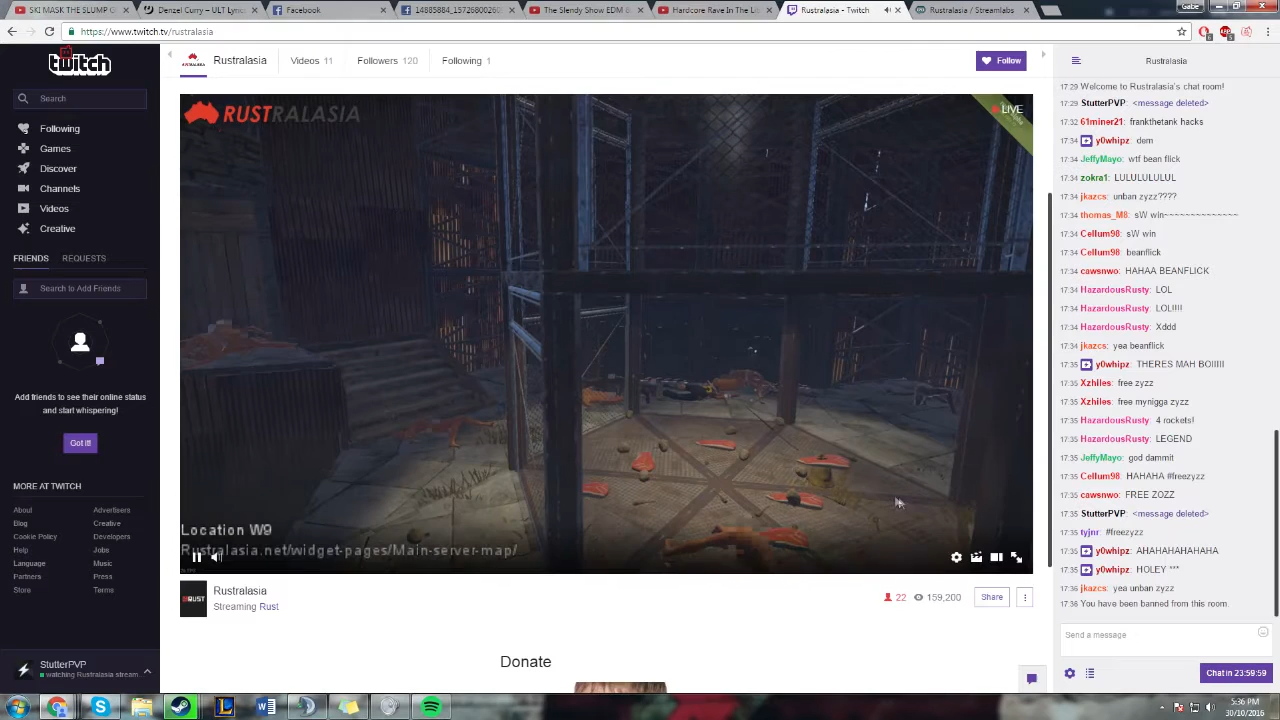 Gabe
SKI MASK THE SLUMP GO
14885884_15726800260
The Slendy Show EDM &
Hardcore Rave In The Li
Rustralasia - Twitch
Rustralasia - Streamlabs
https://www.twitch.tv/rustralasia
twitch
Search
Following
Games
Discover
Channels
Videos
Creative
FRIENDS REQUESTS
Search to Add Friends
Add friends to see their online status
and start whispering!
Got it!
MORE AT TWITCH
About Advertisers
Blog Creative
Cookie Policy Developers
Help Jobs
Language Music
Partners Press
Store Terms
StutterPVP
watching Rustralasia stream
Rustralasia Videos 11 Followers 120 Following 1
Follow
RUSTRALASIA
LIVE
Location W9
Rustralasia.net/widget-pages/Main-server-map/
RUST
Rustralasia
Streaming Rust
22 159,200 Share
Donate
Rustralasia
17:29 Welcome to Rustralasia's chat room!
17:29 StutterPVP: <message deleted>
17:32 61miner21: frankthetank hacks
17:34 y0whipz: dem
17:34 JeffyMayo: wtf bean flick
17:34 zokra1: LULULULULUL
17:34 jkazcs: unban zyzz????
17:34 thomas_M8: sW win~~~~~~~~~~~~~~
17:34 Cellum98: sW win
17:34 Cellum98: beanflick
17:34 cawsnwo: HAHAA BEANFLICK
17:34 HazardousRusty: LOL
17:34 HazardousRusty: LOL!!!!
17:34 HazardousRusty: Xddd
17:34 jkazcs: yea beanflick
17:35 y0whipz: THERES MAH BOIIIII
17:35 Xzhiles: free zyzz
17:35 Xzhiles: free mynigga zyzz
17:35 HazardousRusty: 4 rockets!
17:35 HazardousRusty: LEGEND
17:35 JeffyMayo: god dammit
17:35 Cellum98: HAHAHA #freezyzz
17:35 cawsnwo: FREE ZOZZ
17:35 StutterPVP: <message deleted>
17:35 tyjnr: #freezyzz
17:35 y0whipz: AHAHAHAHAHAHA
17:35 y0whipz: HOLEY ***
17:36 jkazcs: yea unban zyzz
17:36 You have been banned from this room.
Send a message
Chat in 23:59:59
5:36 PM
30/10/2016